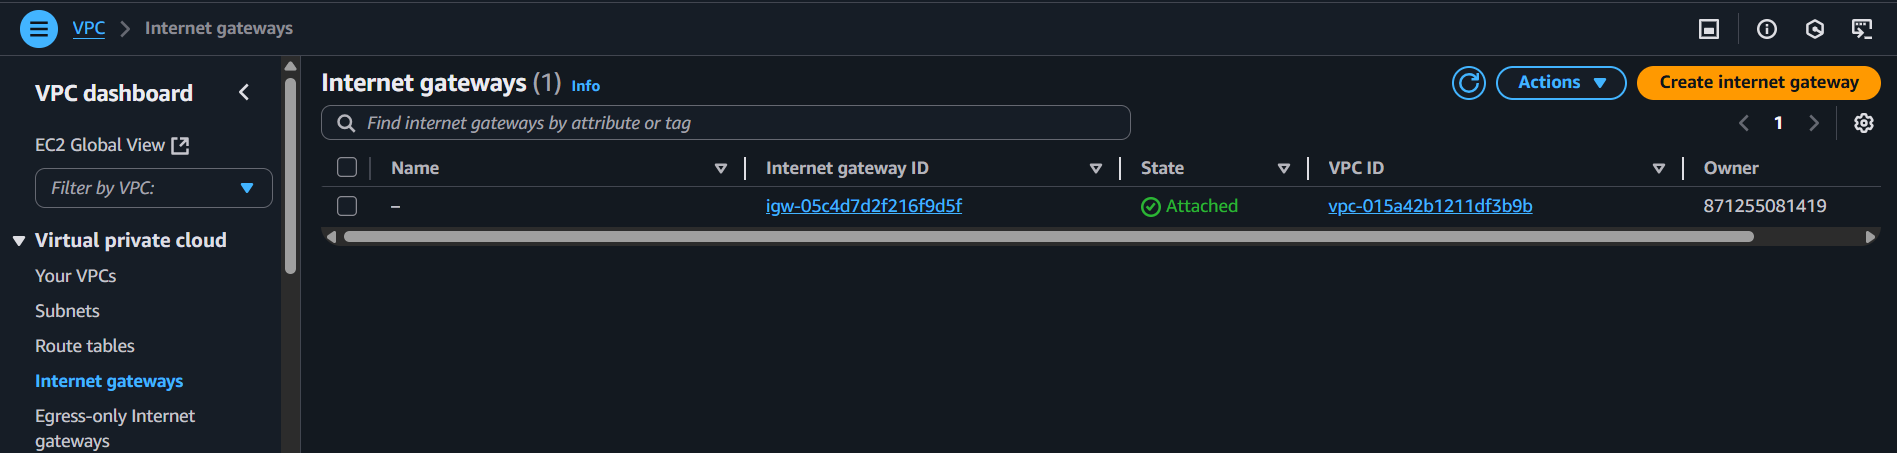 VPC > Internet gateways
VPC dashboard
EC2 Global View
Filter by VPC:
Virtual private cloud
Your VPCs
Subnets
Route tables
Internet gateways
Egress-only Internet
gateways
Internet gateways (1) Info
Actions
Create internet gateway
Find internet gateways by attribute or tag
1
Name Internet gateway ID State VPC ID Owner
– igw-05c4d7d2f216f9d5f Attached vpc-015a42b1211df3b9b 871255081419